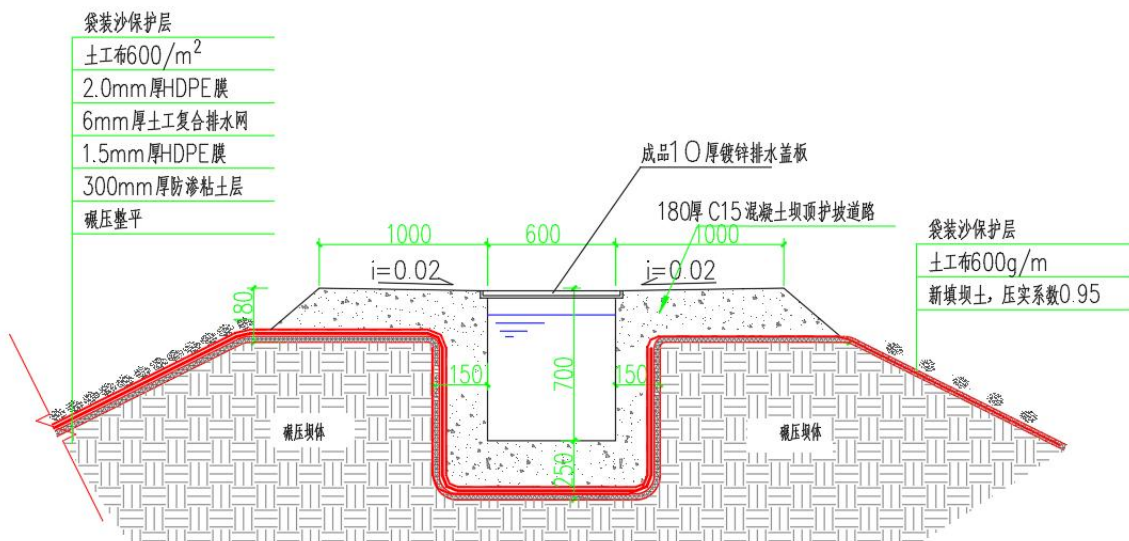 袋装沙保护层
土工布600/m²
2.0mm厚HDPE膜
6mm厚土工复合排水网
1.5mm厚HDPE膜
300mm厚防渗粘土层
碾压整平
成品10厚镀锌排水盖板
180厚C15混凝土坝顶护坡道路
袋装沙保护层
土工布600g/m
新填坝土，压实系数0.95
1000
600
1000
i=0.02
i=0.02
180
150
700
150
250
碾压坝体
碾压坝体